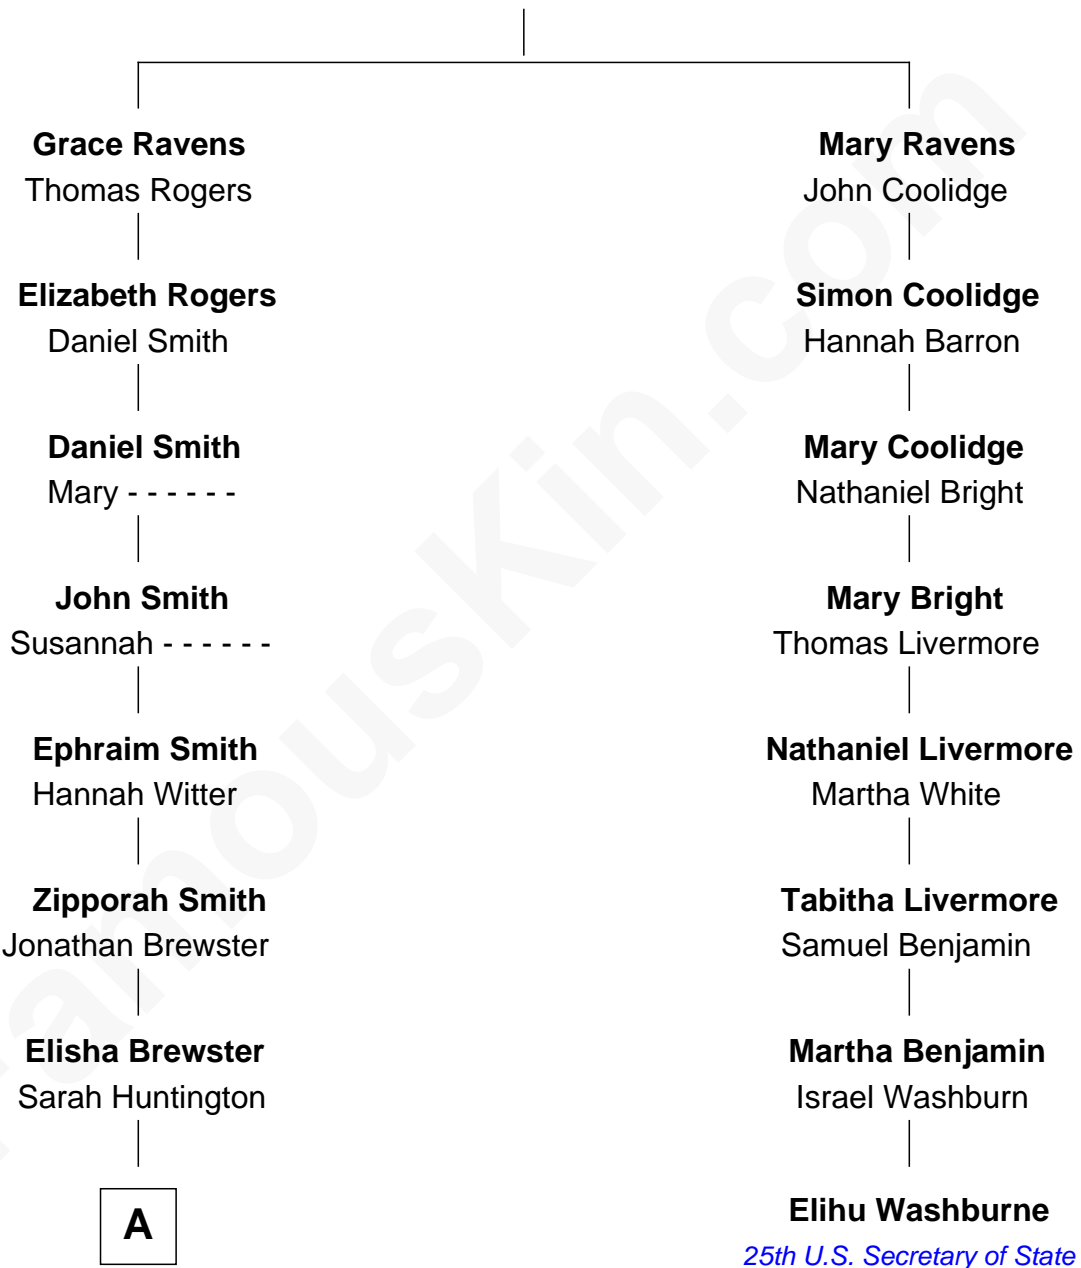 Grace Ravens
Thomas Rogers
Mary Ravens
John Coolidge
Elizabeth Rogers
Daniel Smith
Simon Coolidge
Hannah Barron
Daniel Smith
Mary - - - - - -
Mary Coolidge
Nathaniel Bright
John Smith
Susannah - - - - - -
Mary Bright
Thomas Livermore
Ephraim Smith
Hannah Witter
Nathaniel Livermore
Martha White
Zipporah Smith
Jonathan Brewster
Tabitha Livermore
Samuel Benjamin
Elisha Brewster
Sarah Huntington
Martha Benjamin
Israel Washburn
A
Elihu Washburne
25th U.S. Secretary of State
FamousKin.com